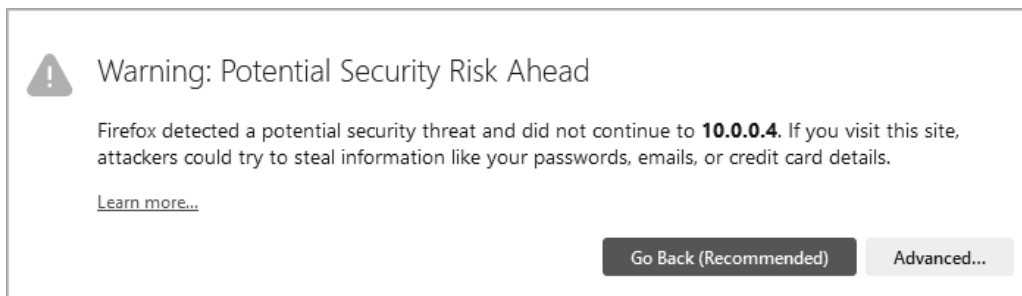 Warning: Potential Security Risk Ahead
Firefox detected a potential security threat and did not continue to 10.0.0.4. If you visit this site,
attackers could try to steal information like your passwords, emails, or credit card details.
Learn more...
Go Back (Recommended)
Advanced...